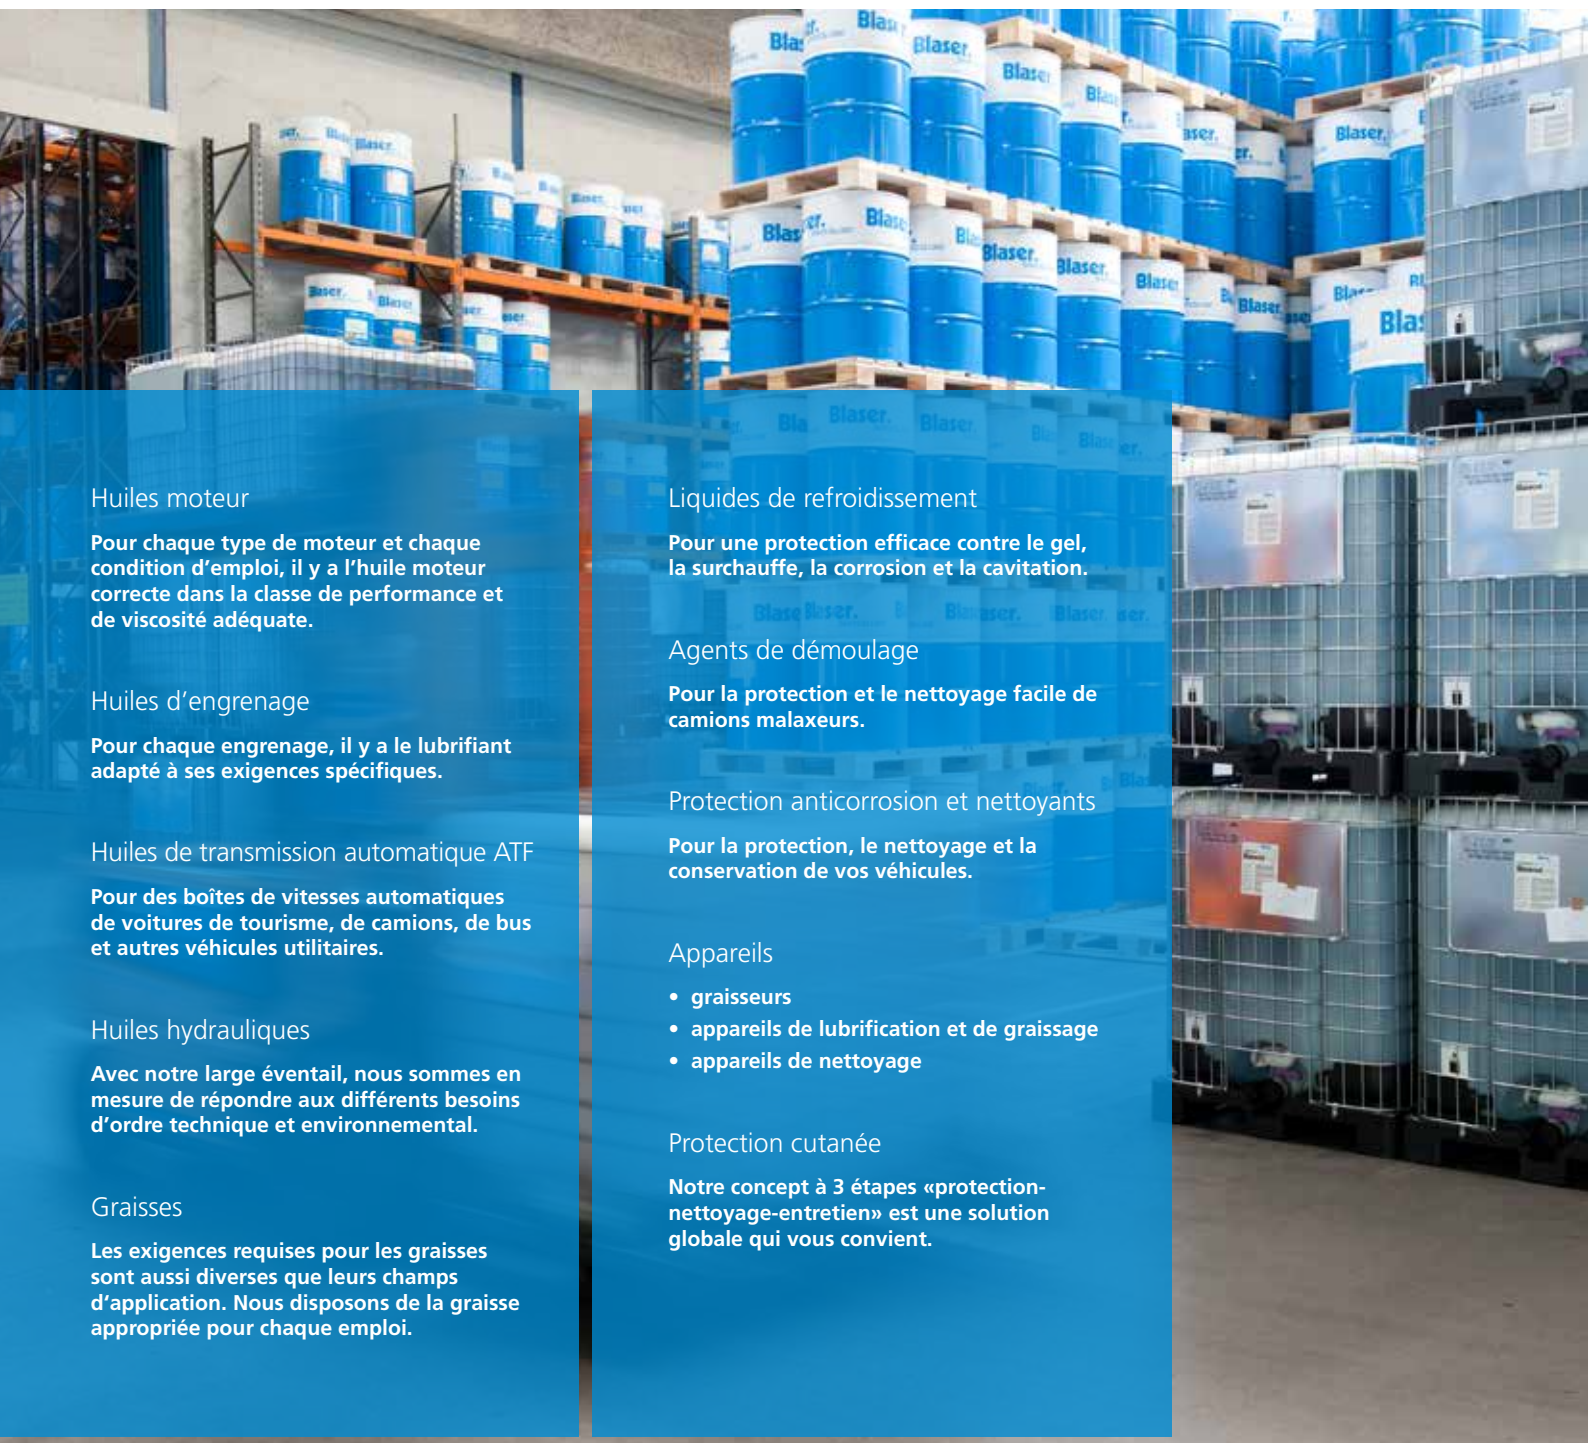 Blaser.
Blaser.
Blaser.
Blaser.
Blaser.
Blaser.
Blaser.
Huiles moteur
Pour chaque type de moteur et chaque
condition d’emploi, il y a l’huile moteur
correcte dans la classe de performance et
de viscosité adéquate.
Huiles d’engrenage
Pour chaque engrenage, il y a le lubrifiant
adapté à ses exigences spécifiques.
Huiles de transmission automatique ATF
Pour des boîtes de vitesses automatiques
de voitures de tourisme, de camions, de bus
et autres véhicules utilitaires.
Huiles hydrauliques
Avec notre large éventail, nous sommes en
mesure de répondre aux différents besoins
d’ordre technique et environnemental.
Graisses
Les exigences requises pour les graisses
sont aussi diverses que leurs champs
d‘application. Nous disposons de la graisse
appropriée pour chaque emploi.
Liquides de refroidissement
Pour une protection efficace contre le gel,
la surchauffe, la corrosion et la cavitation.
Agents de démoulage
Pour la protection et le nettoyage facile de
camions malaxeurs.
Protection anticorrosion et nettoyants
Pour la protection, le nettoyage et la
conservation de vos véhicules.
Appareils
• graisseurs
• appareils de lubrification et de graissage
• appareils de nettoyage
Protection cutanée
Notre concept à 3 étapes «protection-
nettoyage-entretien» est une solution
globale qui vous convient.